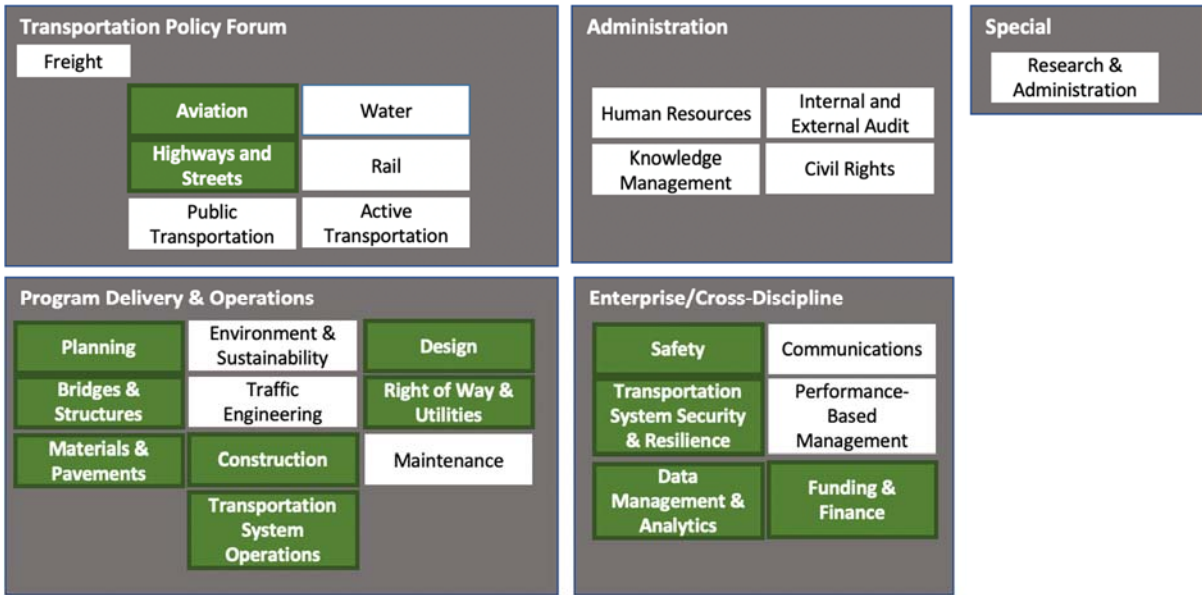 Transportation Policy Forum
Freight
Aviation
Water
Highways and
Streets
Rail
Public
Transportation
Active
Transportation
Administration
Human Resources
Internal and
External Audit
Knowledge
Management
Civil Rights
Special
Research &
Administration
Program Delivery & Operations
Planning
Environment &
Sustainability
Design
Bridges &
Structures
Traffic
Engineering
Right of Way &
Utilities
Materials &
Pavements
Construction
Maintenance
Transportation
System
Operations
Enterprise/Cross-Discipline
Safety
Communications
Transportation
System Security
& Resilience
Performance-
Based
Management
Data
Management &
Analytics
Funding &
Finance